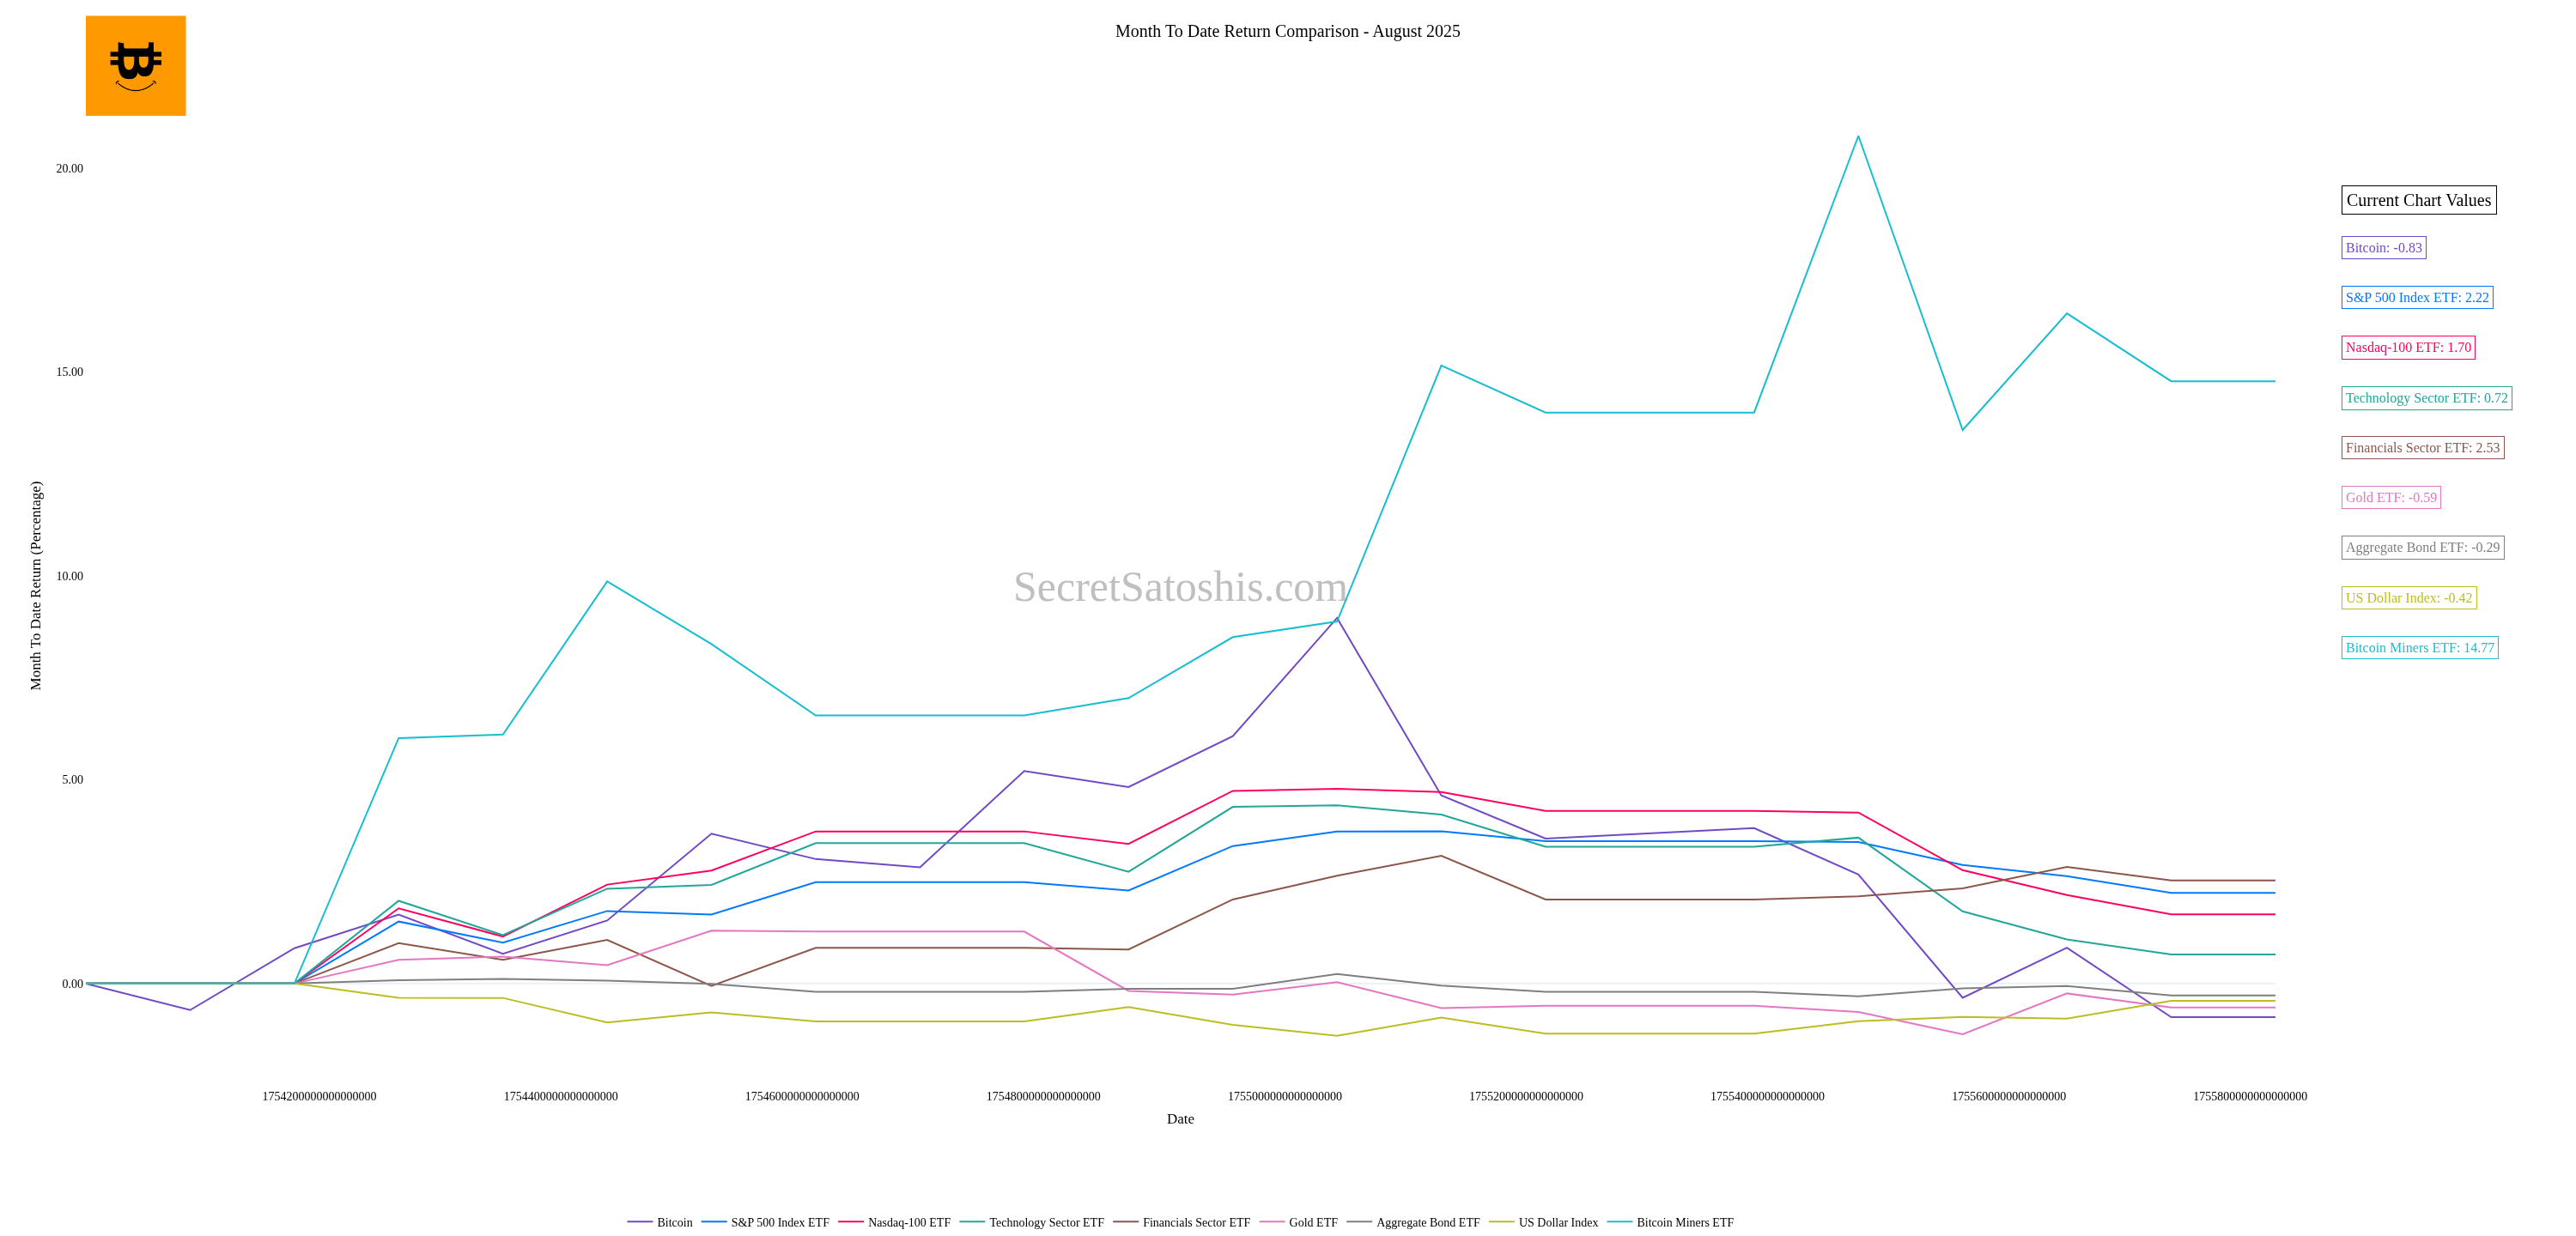 Month To Date Return Comparison - August 2025
20.00
15.00
10.00
5.00
0.00
Month To Date Return (Percentage)
SecretSatoshis.com
Current Chart Values
Bitcoin: -0.83
S&P 500 Index ETF: 2.22
Nasdaq-100 ETF: 1.70
Technology Sector ETF: 0.72
Financials Sector ETF: 2.53
Gold ETF: -0.59
Aggregate Bond ETF: -0.29
US Dollar Index: -0.42
Bitcoin Miners ETF: 14.77
1754200000000000000 1754400000000000000 1754600000000000000 1754800000000000000 1755000000000000000 1755200000000000000 1755400000000000000 1755600000000000000 1755800000000000000
Date
Bitcoin S&P 500 Index ETF Nasdaq-100 ETF Technology Sector ETF Financials Sector ETF Gold ETF Aggregate Bond ETF US Dollar Index Bitcoin Miners ETF